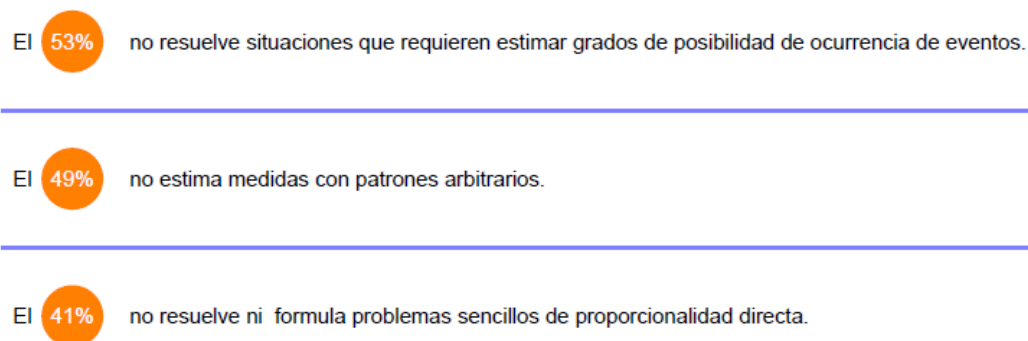 El 53% no resuelve situaciones que requieren estimar grados de posibilidad de ocurrencia de eventos.
El 49% no estima medidas con patrones arbitrarios.
El 41% no resuelve ni formula problemas sencillos de proporcionalidad directa.